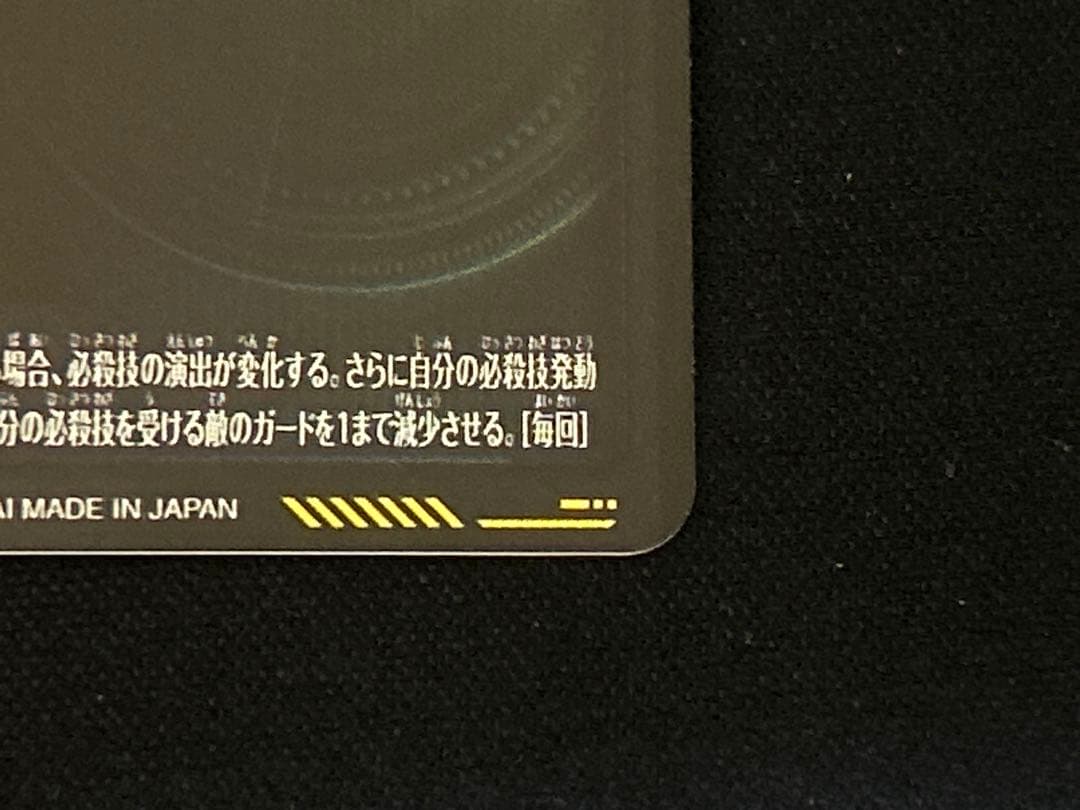 場合、必殺技の演出が変化する。さらに自分の必殺技発動
分の必殺技を受ける敵のガードを1まで減少させる。[毎回]
AI MADE IN JAPAN